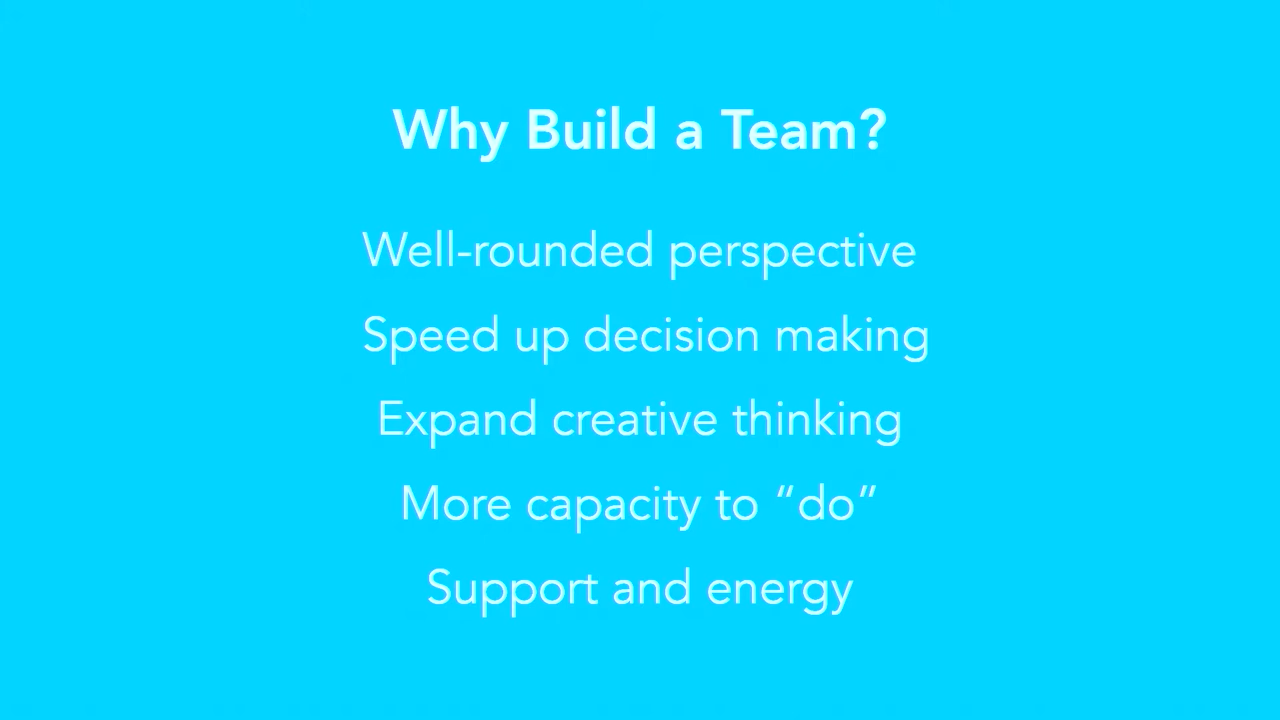 Why Build a Team?
Well-rounded perspective
Speed up decision making
Expand creative thinking
More capacity to “do”
Support and energy